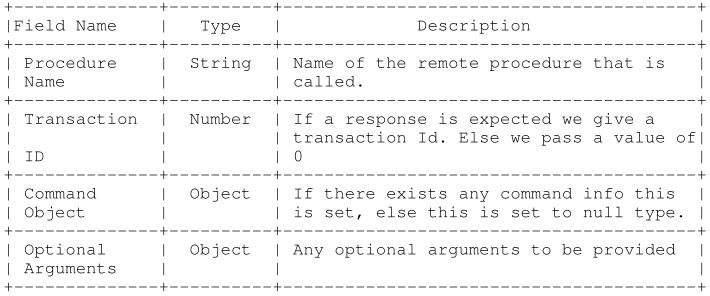 +--------------+----------+----------------------------------------+
|Field Name    |   Type   |             Description                |
+--------------+----------+----------------------------------------+
| Procedure    |  String  | Name of the remote procedure that is   |
| Name         |          | called.                                |
+--------------+----------+----------------------------------------+
| Transaction  |  Number  | If a response is expected we give a    |
|              |          | transaction Id. Else we pass a value of|
| ID           |          | 0                                      |
+--------------+----------+----------------------------------------+
| Command      |  Object  | If there exists any command info this  |
| Object       |          | is set, else this is set to null type. |
+--------------+----------+----------------------------------------+
| Optional     |  Object  | Any optional arguments to be provided  |
| Arguments    |          |                                        |
+--------------+----------+----------------------------------------+